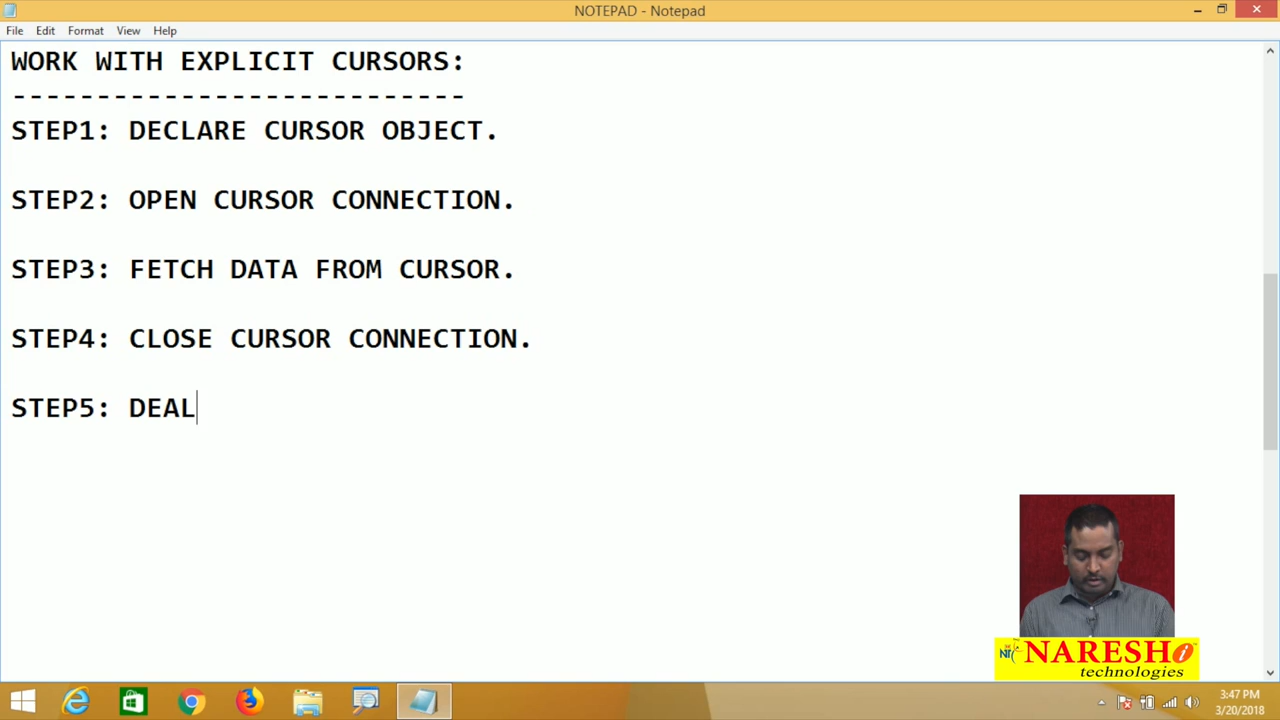 NOTEPAD - Notepad
File Edit Format View Help
WORK WITH EXPLICIT CURSORS:
---------------------------
STEP1: DECLARE CURSOR OBJECT.
STEP2: OPEN CURSOR CONNECTION.
STEP3: FETCH DATA FROM CURSOR.
STEP4: CLOSE CURSOR CONNECTION.
STEP5: DEAL
NARESH i
technologies
3:47 PM
3/20/2018